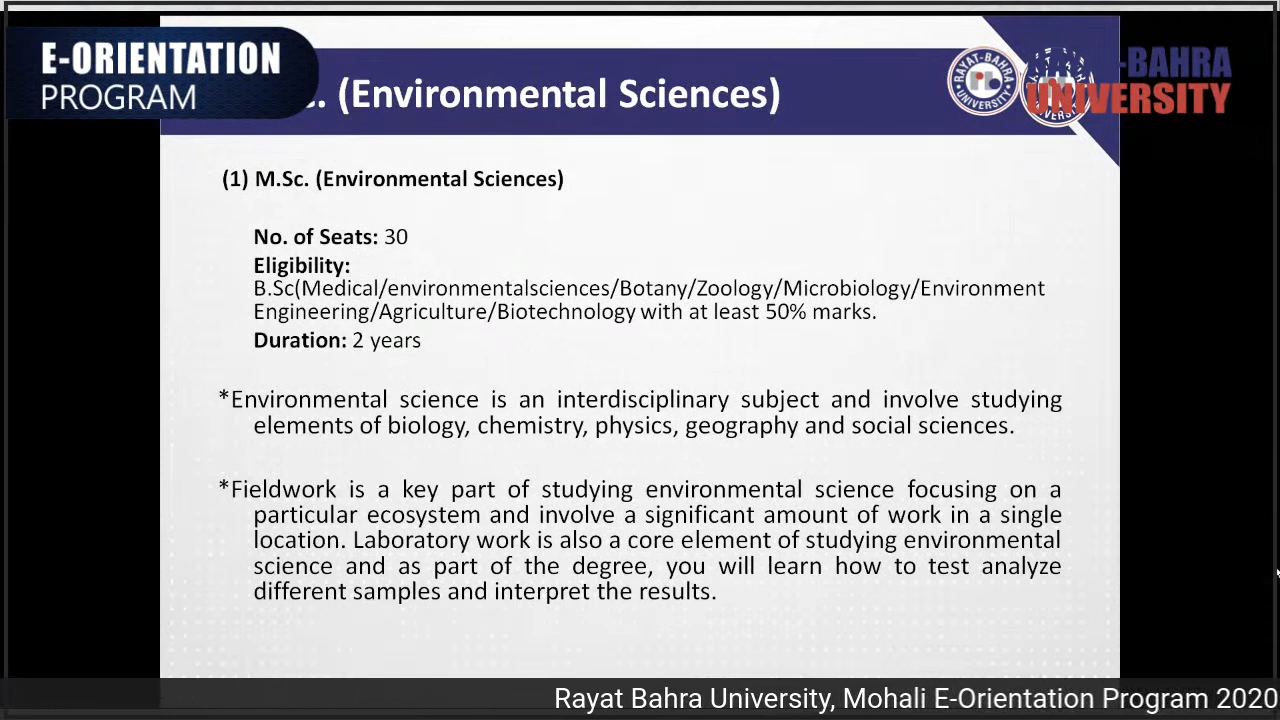 E-ORIENTATION
PROGRAM
. (Environmental Sciences)
RAYAT-BAHRA
UNIVERSITY
-BAHRA
UNIVERSITY
(1) M.Sc. (Environmental Sciences)
No. of Seats: 30
Eligibility:
B.Sc(Medical/environmentalsciences/Botany/Zoology/Microbiology/Environment
Engineering/Agriculture/Biotechnology with at least 50% marks.
Duration: 2 years
*Environmental science is an interdisciplinary subject and involve studying
elements of biology, chemistry, physics, geography and social sciences.
*Fieldwork is a key part of studying environmental science focusing on a
particular ecosystem and involve a significant amount of work in a single
location. Laboratory work is also a core element of studying environmental
science and as part of the degree, you will learn how to test analyze
different samples and interpret the results.
Rayat Bahra University, Mohali E-Orientation Program 2020